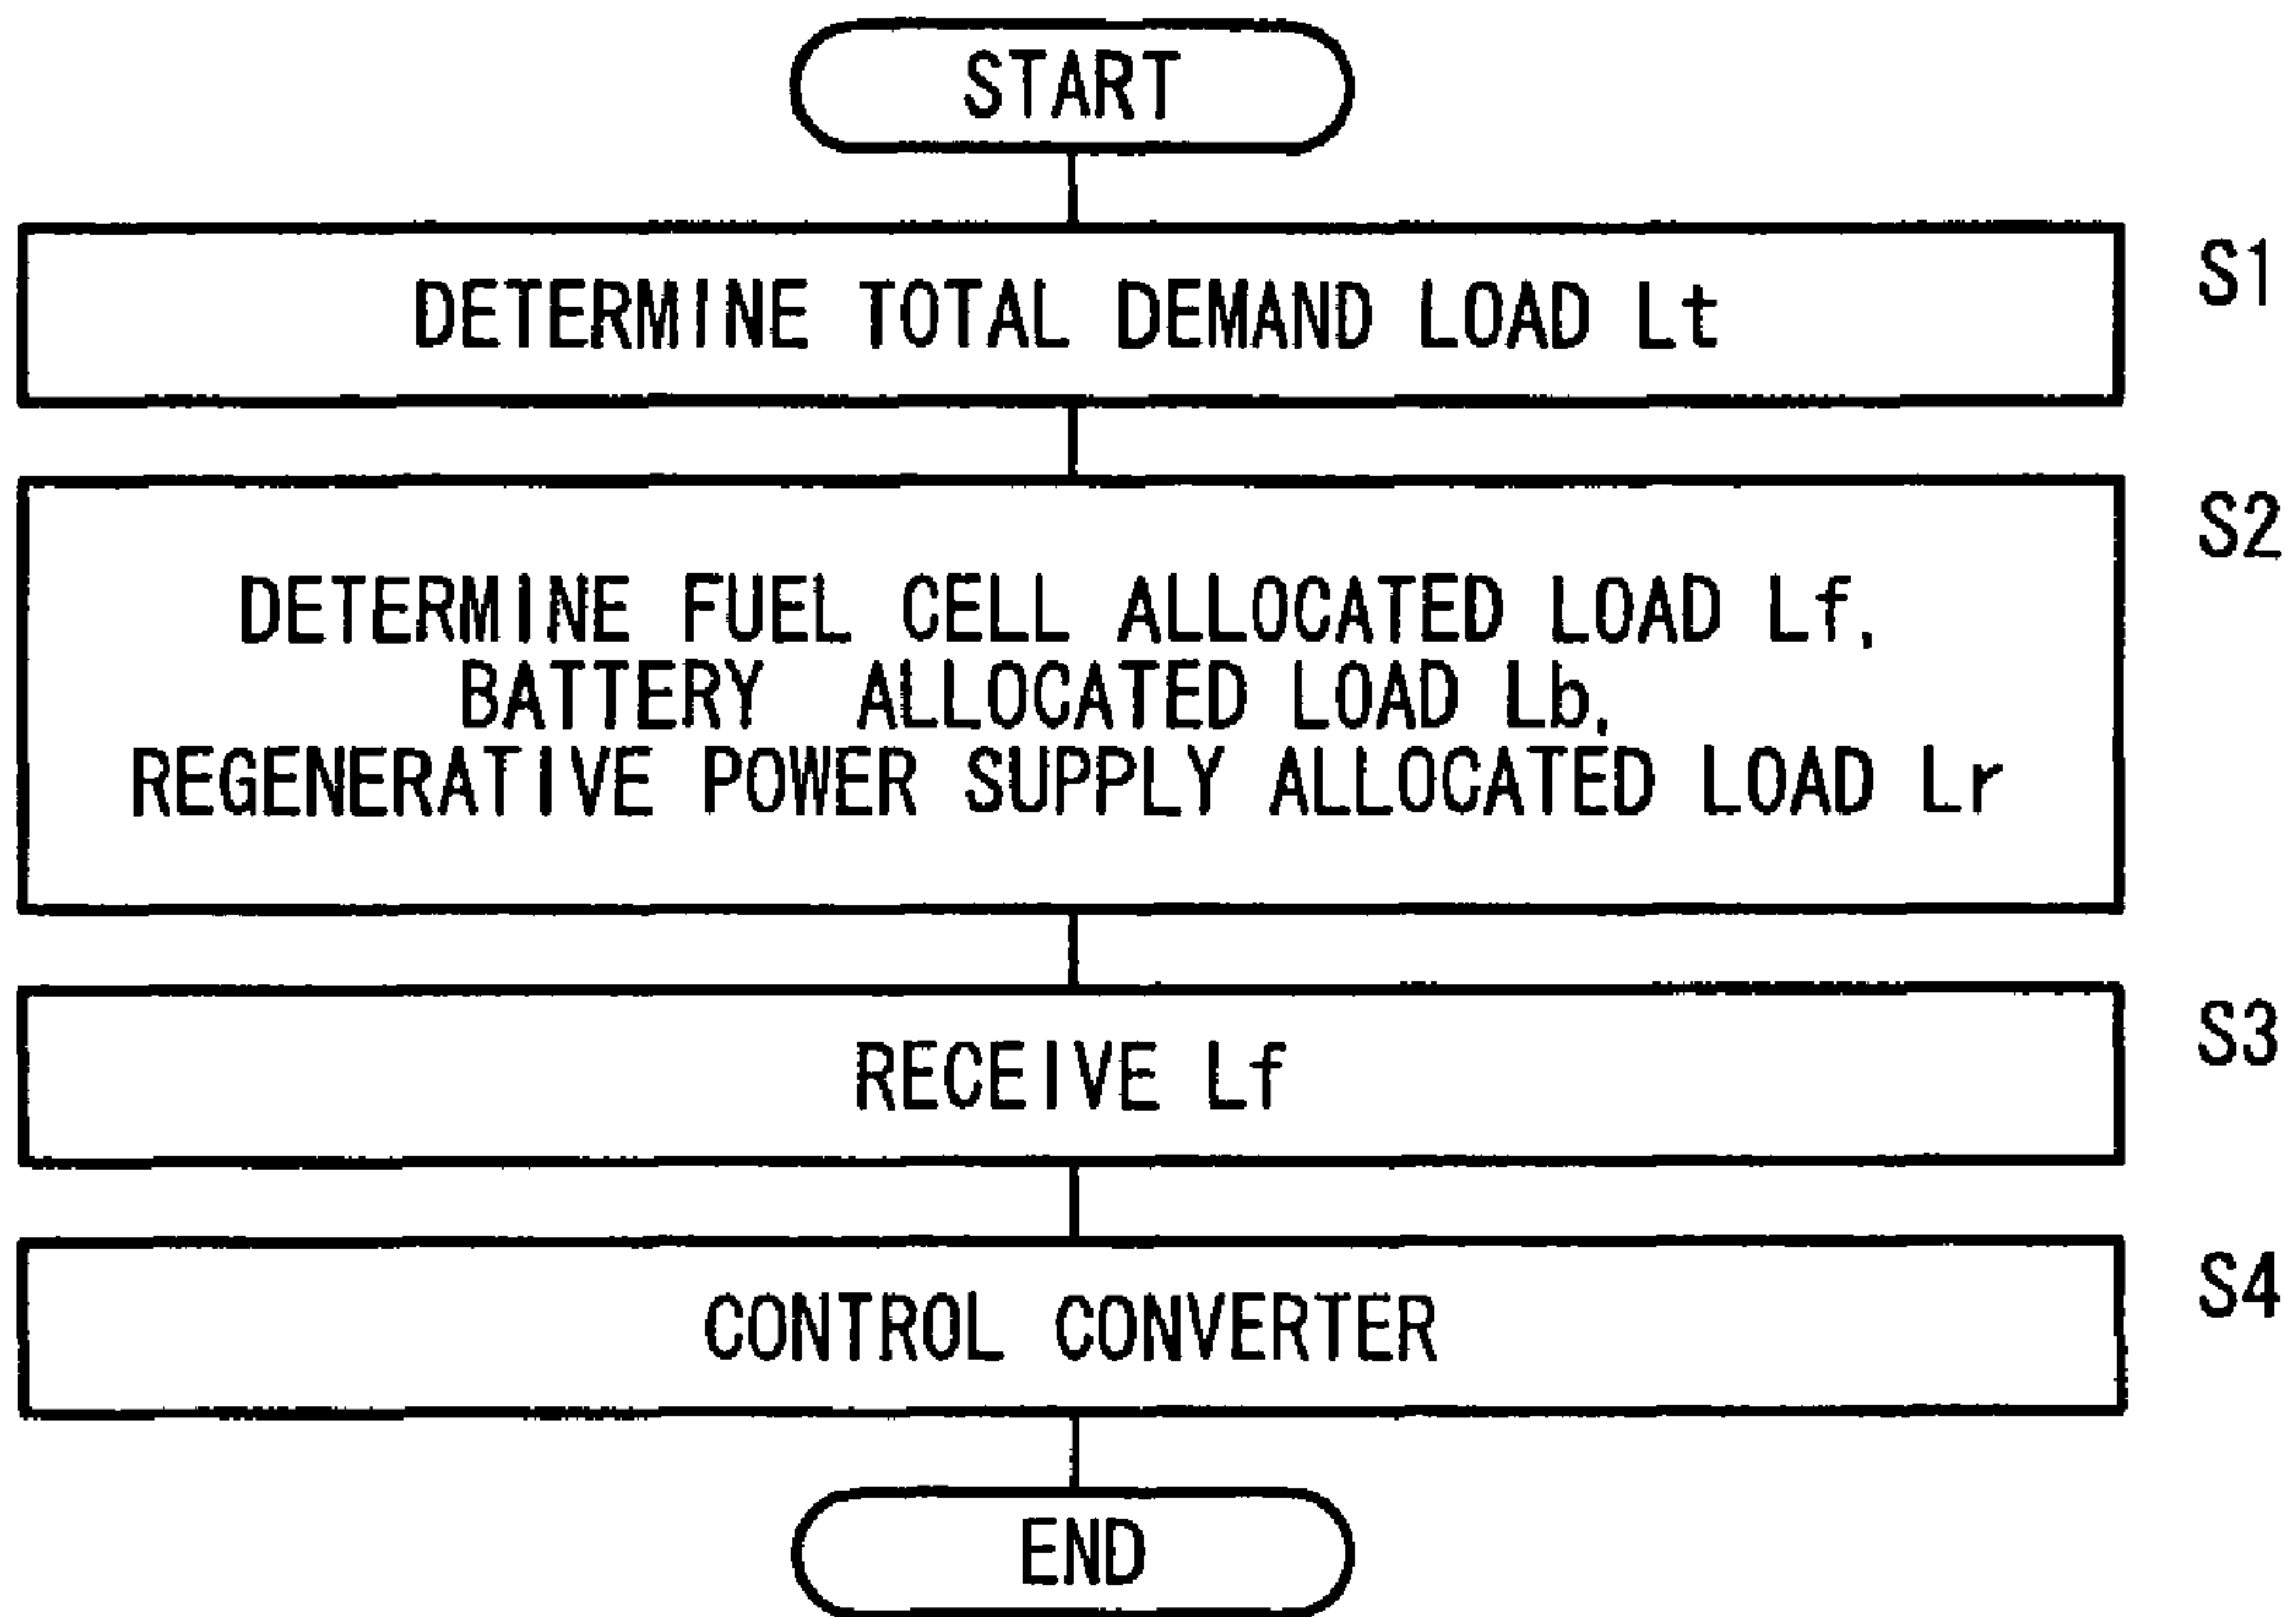 START
DETERMINE TOTAL DEMAND LOAD Lt
S1
DETERMINE FUEL CELL ALLOCATED LOAD Lf,
BATTERY ALLOCATED LOAD Lb,
REGENERATIVE POWER SUPPLY ALLOCATED LOAD Lr
S2
RECEIVE Lf
S3
CONTROL CONVERTER
S4
END